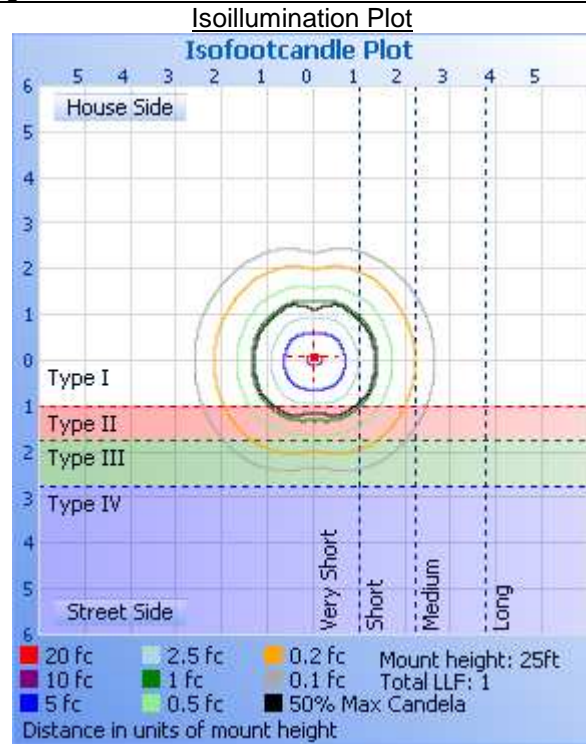 Isoillumination Plot
Isofootcandle Plot
5 4 3 2 1 0 1 2 3 4 5
6
House Side
5
4
3
2
1
0
Type I
1
Type II
2
Type III
3
Type IV
4
5
6
Very Short
Short
Medium
Long
Street Side
20 fc 2.5 fc 0.2 fc Mount height: 25ft
10 fc 1 fc 0.1 fc Total LLF: 1
5 fc 0.5 fc 50% Max Candela
Distance in units of mount height